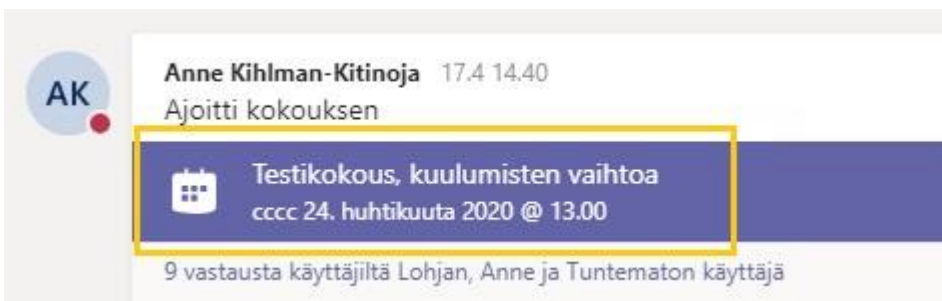 Anne Kihlman-Kitinoja 17.4 14.40
AK
Ajoitti kokouksen
Testikokous, kuulumisten vaihtoa
cccc 24. huhtikuuta 2020 @ 13.00
9 vastausta käyttäjiltä Lohjan, Anne ja Tuntematon käyttäjä